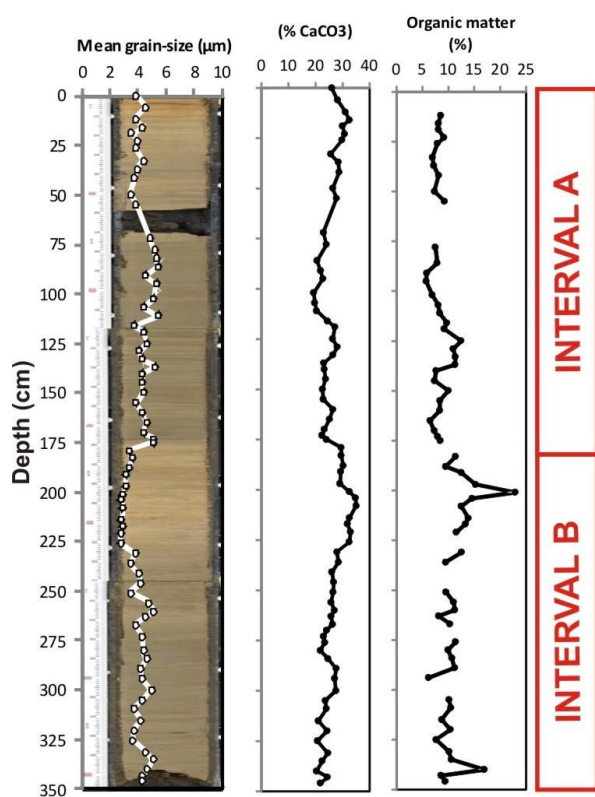 Mean grain-size (µm)
0 2 4 6 8 10
(% CaCO3)
0 10 20 30 40
Organic matter
(%)
0 5 10 15 20 25
Depth (cm)
0
25
50
75
100
125
150
175
200
225
250
275
300
325
350
INTERVAL A
INTERVAL B